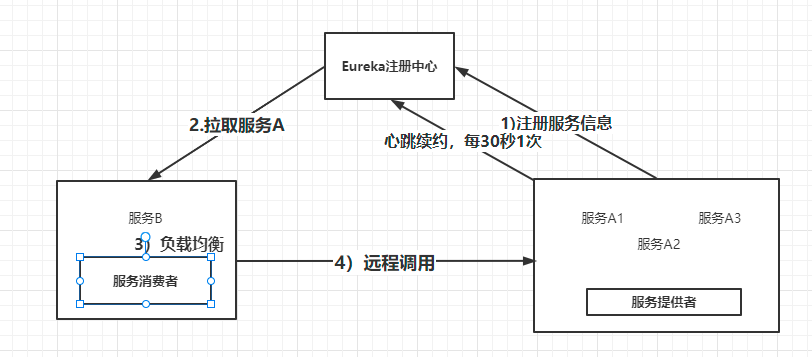 Eureka注册中心
2.拉取服务A
1)注册服务信息
心跳续约，每30秒1次
服务B
3）负载均衡
服务消费者
4）远程调用
服务A1
服务A3
服务A2
服务提供者